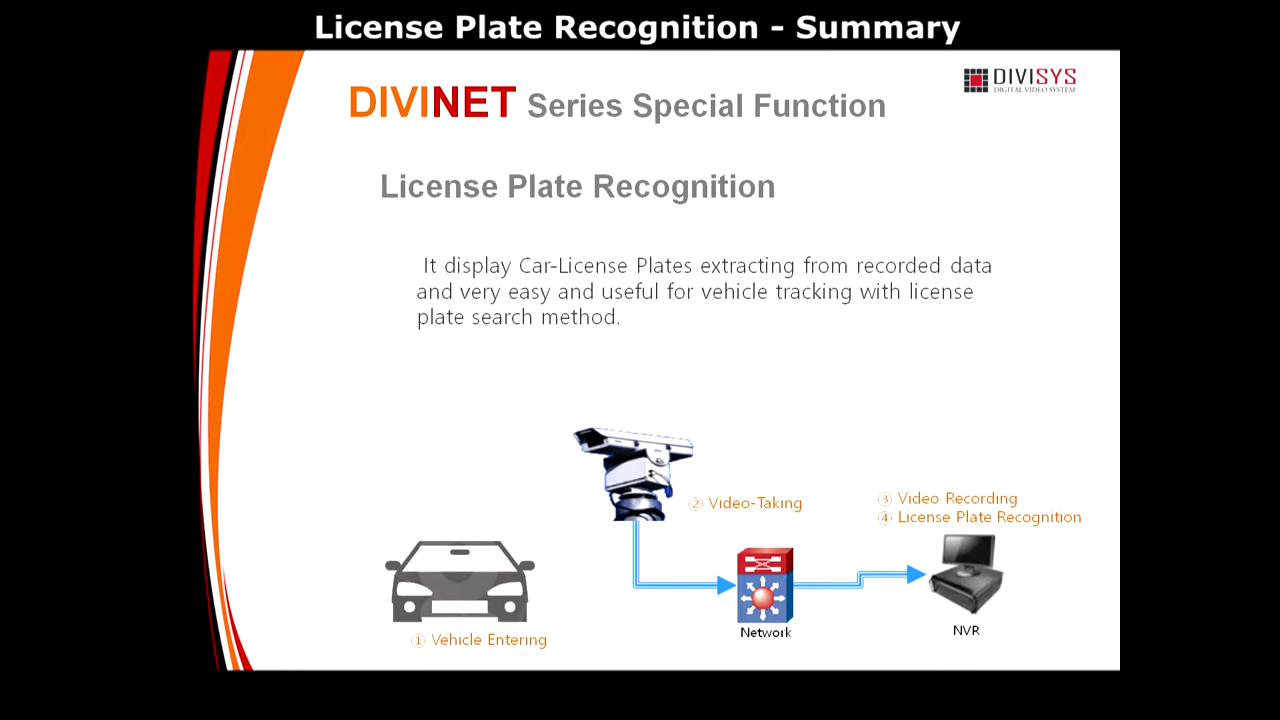 License Plate Recognition - Summary
DIVISYS
DIGITAL VIDEO SYSTEM
DIVINET Series Special Function
License Plate Recognition
It display Car-License Plates extracting from recorded data
and very easy and useful for vehicle tracking with license
plate search method.
② Video-Taking
③ Video Recording
④ License Plate Recognition
① Vehicle Entering
Network
NVR